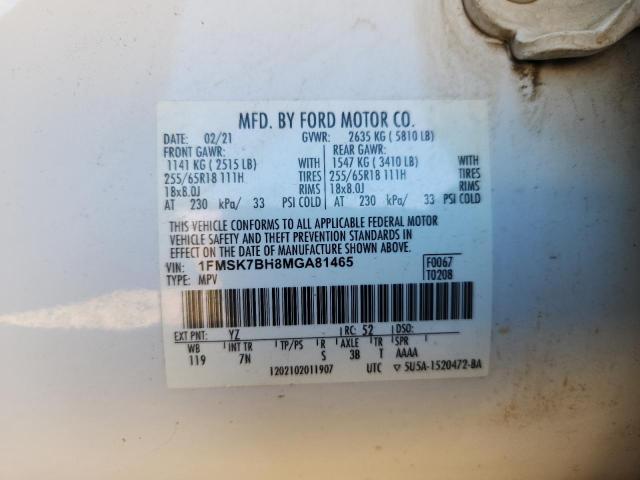 MFD. BY FORD MOTOR CO.
DATE: 02/21 GVWR: 2635 KG ( 5810 LB)
FRONT GAWR: REAR GAWR:
1141 KG ( 2515 LB) WITH 1547 KG ( 3410 LB) WITH
255/65R18 111H TIRES 255/65R18 111H TIRES
18x8.0J RIMS 18x8.0J RIMS
AT 230 kPa/ 33 PSI COLD AT 230 kPa/ 33 PSI COLD
THIS VEHICLE CONFORMS TO ALL APPLICABLE FEDERAL MOTOR
VEHICLE SAFETY AND THEFT PREVENTION STANDARDS IN
EFFECT ON THE DATE OF MANUFACTURE SHOWN ABOVE.
VIN: 1FMSK7BH8MGA81465 F0067
TYPE: MPV T0208
EXT PNT: YZ RC: 52 DSO:
WB INT TR TP/PS R AXLE TR SPR
119 7N S 3B T AAAA
1202102011907 UTC ▽ 5U5A-1520472-BA